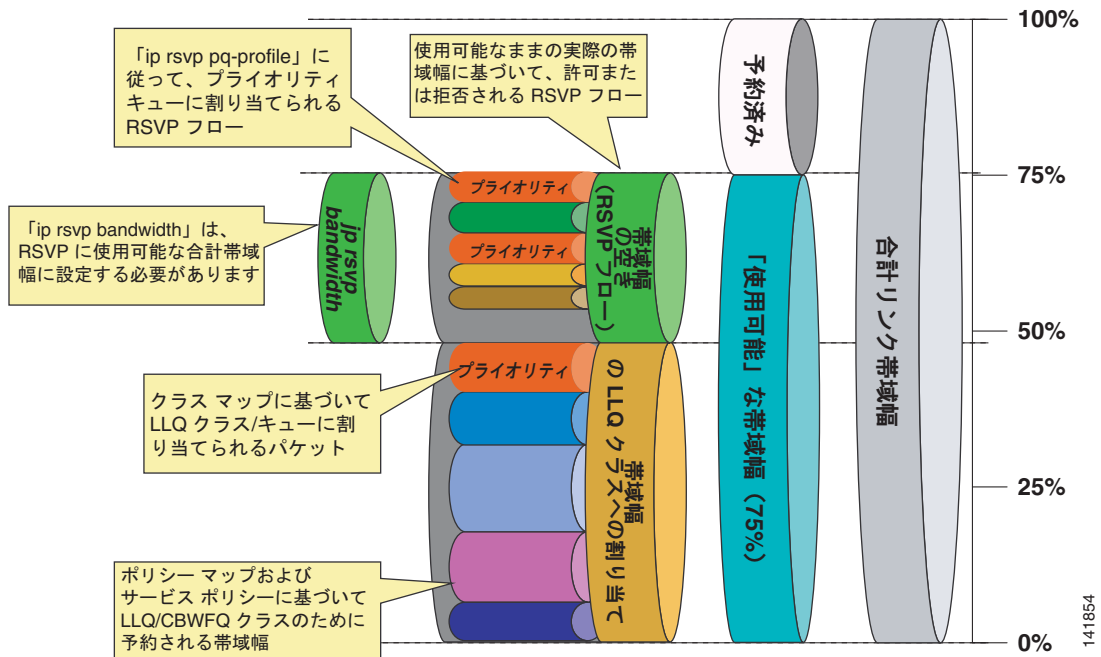 「ip rsvp pq-profile」に
従って、プライオリティ
キューに割り当てられる
RSVP フロー
使用可能なままの実際の帯
域幅に基づいて、許可また
は拒否される RSVP フロー
「ip rsvp bandwidth」は、
RSVP に使用可能な合計帯域
幅に設定する必要があります
ip rsvp
bandwidth
プライオリティ
プライオリティ
帯域幅
の空き
(RSVP フロー)
クラス マップに基づいて
LLQ クラス/キューに割
り当てられるパケット
プライオリティ
帯域幅
の LLQ クラスへの割り当て
ポリシー マップおよび
サービス ポリシーに基づいて
LLQ/CBWFQ クラスのために
予約される帯域幅
予約済み
「使用可能」な帯域幅 (75%)
合計リンク帯域幅
100%
75%
50%
25%
0%
141854